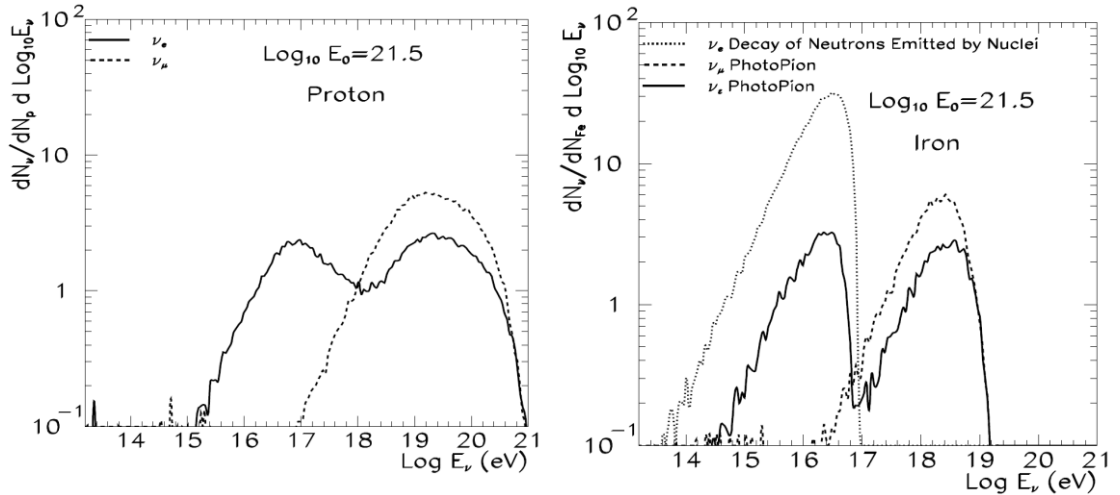 dN_ν/dN_p d Log₁₀E_ν
10²
10
1
10⁻¹
ν_e
ν_μ
Log₁₀ E₀=21.5
Proton
14 15 16 17 18 19 20 21
Log E_ν (eV)
dN_ν/dN_Fe d Log₁₀ E_ν
10²
10
1
10⁻¹
ν_e Decay of Neutrons Emitted by Nuclei
ν_μ PhotoPion
ν_e PhotoPion
Log₁₀ E₀=21.5
Iron
14 15 16 17 18 19 20 21
Log E_ν (eV)